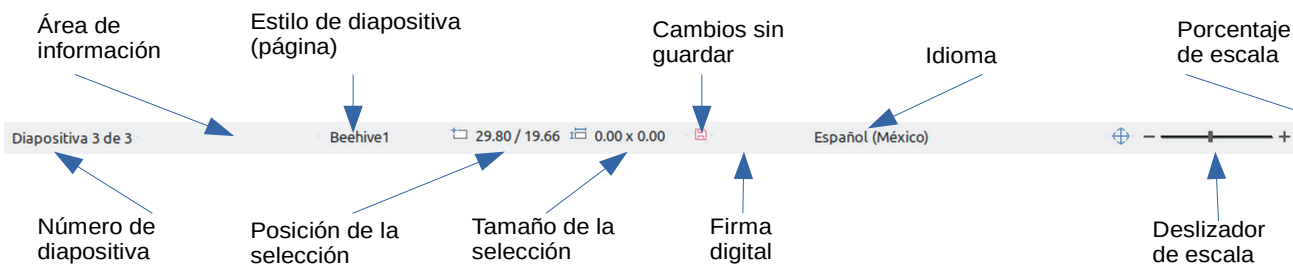 Área de
información
Estilo de diapositiva
(página)
Cambios sin
guardar
Idioma
Porcentaje
de escala
Diapositiva 3 de 3
Beehive1
29.80 / 19.66
0.00 x 0.00
Español (México)
Número de
diapositiva
Posición de la
selección
Tamaño de la
selección
Firma
digital
Deslizador
de escala